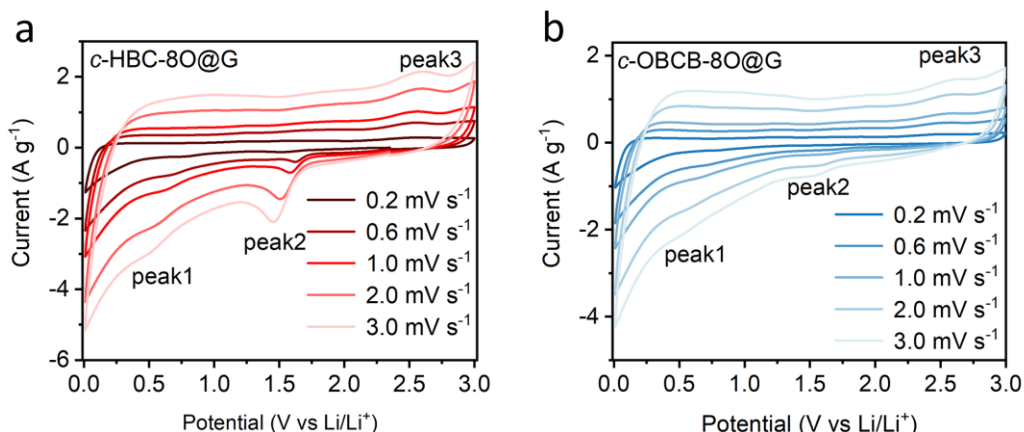 a
c-HBC-8O@G
peak3
2
0
-2
-4
-6
Current (A g⁻¹)
peak1
peak2
0.2 mV s⁻¹
0.6 mV s⁻¹
1.0 mV s⁻¹
2.0 mV s⁻¹
3.0 mV s⁻¹
0.0 0.5 1.0 1.5 2.0 2.5 3.0
Potential (V vs Li/Li⁺)
b
c-OBCB-8O@G
peak3
2
0
-2
-4
Current (A g⁻¹)
peak2
peak1
0.2 mV s⁻¹
0.6 mV s⁻¹
1.0 mV s⁻¹
2.0 mV s⁻¹
3.0 mV s⁻¹
0.0 0.5 1.0 1.5 2.0 2.5 3.0
Potential (V vs Li/Li⁺)